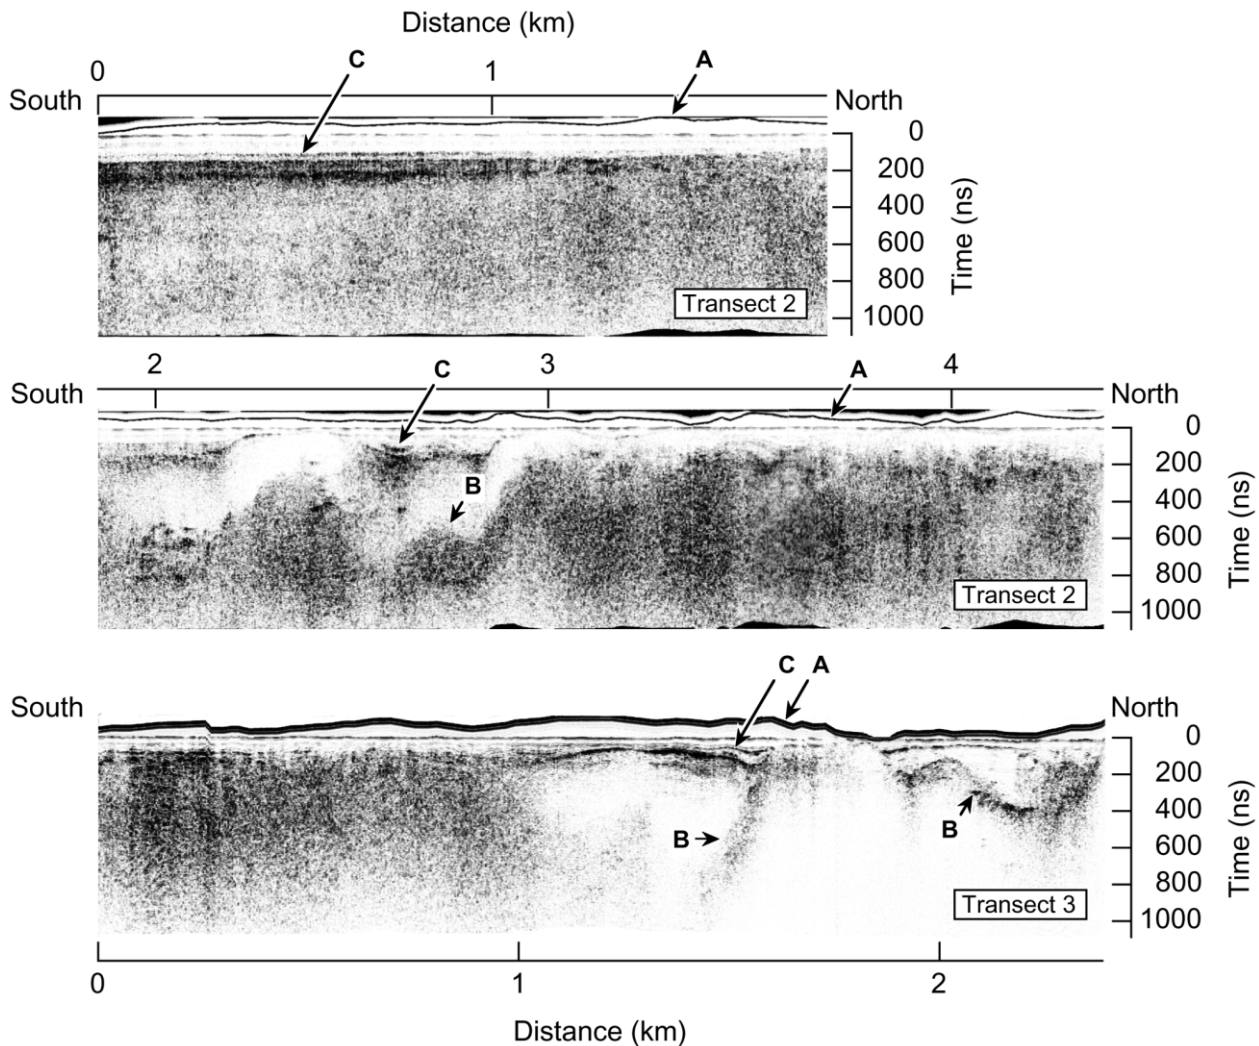 Distance (km)
0 1
C A
South North
0
200
400
600
800
1000
Time (ns)
Transect 2
2 3 4
C A
South North
B
0
200
400
600
800
1000
Time (ns)
Transect 2
C A
South North
B B
0
200
400
600
800
1000
Time (ns)
Transect 3
0 1 2
Distance (km)